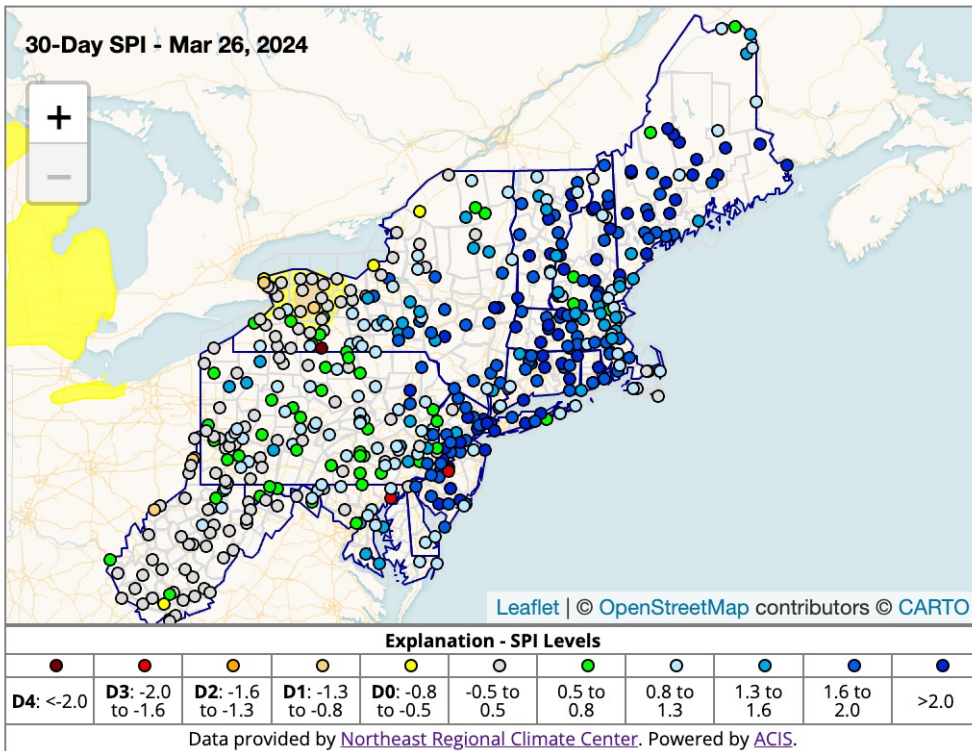 30-Day SPI - Mar 26, 2024
+
−
Leaflet | © OpenStreetMap contributors © CARTO
Explanation - SPI Levels
D4: <-2.0
D3: -2.0 to -1.6
D2: -1.6 to -1.3
D1: -1.3 to -0.8
D0: -0.8 to -0.5
-0.5 to 0.5
0.5 to 0.8
0.8 to 1.3
1.3 to 1.6
1.6 to 2.0
>2.0
Data provided by Northeast Regional Climate Center. Powered by ACIS.